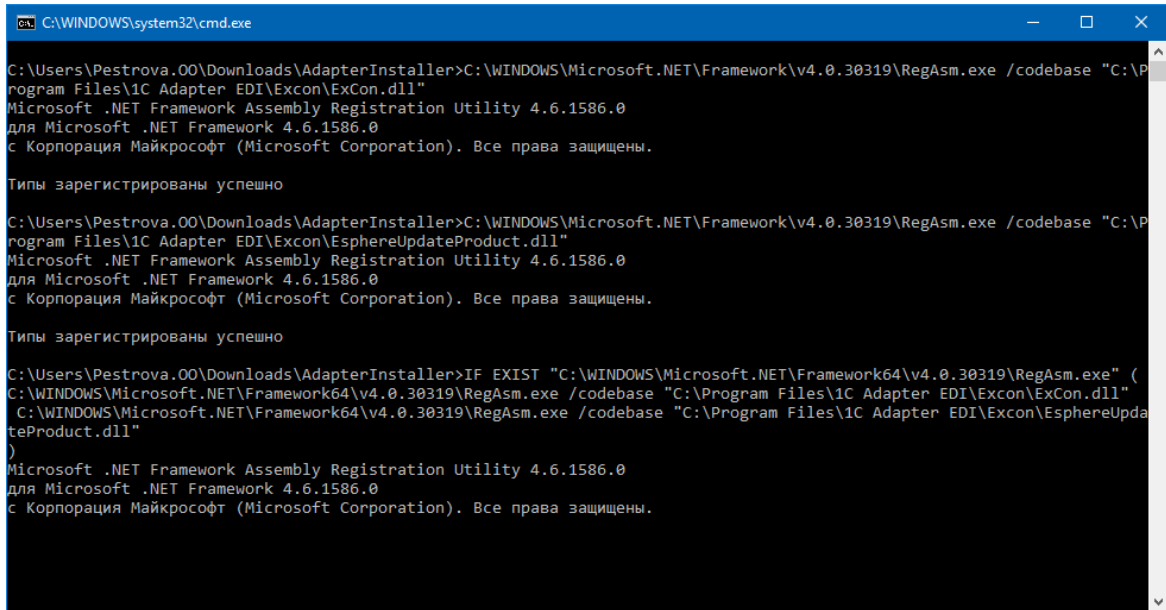 C:\WINDOWS\system32\cmd.exe
C:\Users\Pestrova.OO\Downloads\AdapterInstaller>C:\WINDOWS\Microsoft.NET\Framework\v4.0.30319\RegAsm.exe /codebase "C:\P
rogram Files\1C Adapter EDI\Excon\ExCon.dll"
Microsoft .NET Framework Assembly Registration Utility 4.6.1586.0
для Microsoft .NET Framework 4.6.1586.0
с Корпорация Майкрософт (Microsoft Corporation). Все права защищены.
Типы зарегистрированы успешно
C:\Users\Pestrova.OO\Downloads\AdapterInstaller>C:\WINDOWS\Microsoft.NET\Framework\v4.0.30319\RegAsm.exe /codebase "C:\P
rogram Files\1C Adapter EDI\Excon\EsphereUpdateProduct.dll"
Microsoft .NET Framework Assembly Registration Utility 4.6.1586.0
для Microsoft .NET Framework 4.6.1586.0
с Корпорация Майкрософт (Microsoft Corporation). Все права защищены.
Типы зарегистрированы успешно
C:\Users\Pestrova.OO\Downloads\AdapterInstaller>IF EXIST "C:\WINDOWS\Microsoft.NET\Framework64\v4.0.30319\RegAsm.exe" (
C:\WINDOWS\Microsoft.NET\Framework64\v4.0.30319\RegAsm.exe /codebase "C:\Program Files\1C Adapter EDI\Excon\ExCon.dll"
C:\WINDOWS\Microsoft.NET\Framework64\v4.0.30319\RegAsm.exe /codebase "C:\Program Files\1C Adapter EDI\Excon\EsphereUpda
teProduct.dll"
)
Microsoft .NET Framework Assembly Registration Utility 4.6.1586.0
для Microsoft .NET Framework 4.6.1586.0
с Корпорация Майкрософт (Microsoft Corporation). Все права защищены.